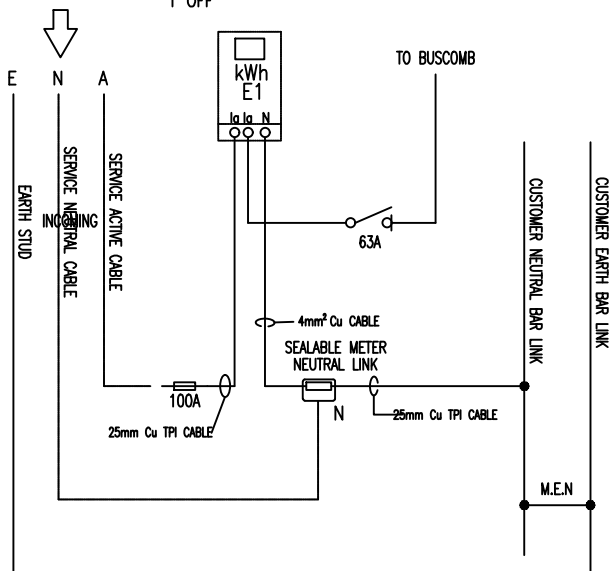 1 OFF
kWh
E1
Ia Ia N
TO BUSCOMB
E N A
EARTH STUD
SERVICE NEUTRAL CABLE
INCOMING
SERVICE ACTIVE CABLE
63A
CUSTOMER NEUTRAL BAR LINK
CUSTOMER EARTH BAR LINK
4mm² Cu CABLE
SEALABLE METER
NEUTRAL LINK
100A
N
25mm Cu TPI CABLE
25mm Cu TPI CABLE
M.E.N